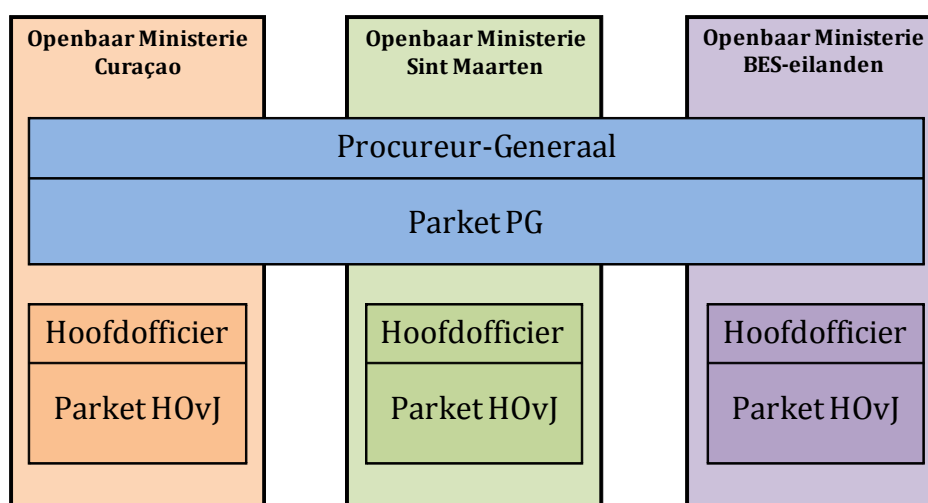 Openbaar Ministerie
Curaçao
Openbaar Ministerie
Sint Maarten
Openbaar Ministerie
BES-eilanden
Procureur-Generaal
Parket PG
Hoofdofficier
Parket HOvJ
Hoofdofficier
Parket HOvJ
Hoofdofficier
Parket HOvJ